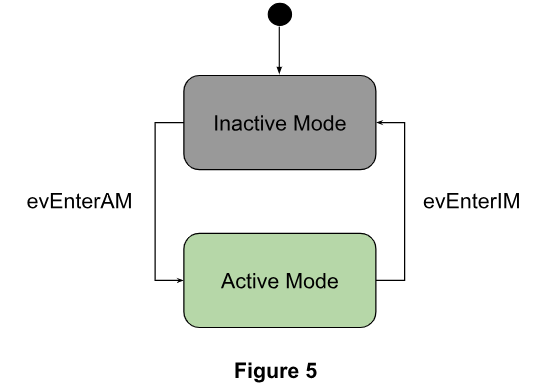 Inactive Mode
evEnterAM
evEnterIM
Active Mode
Figure 5